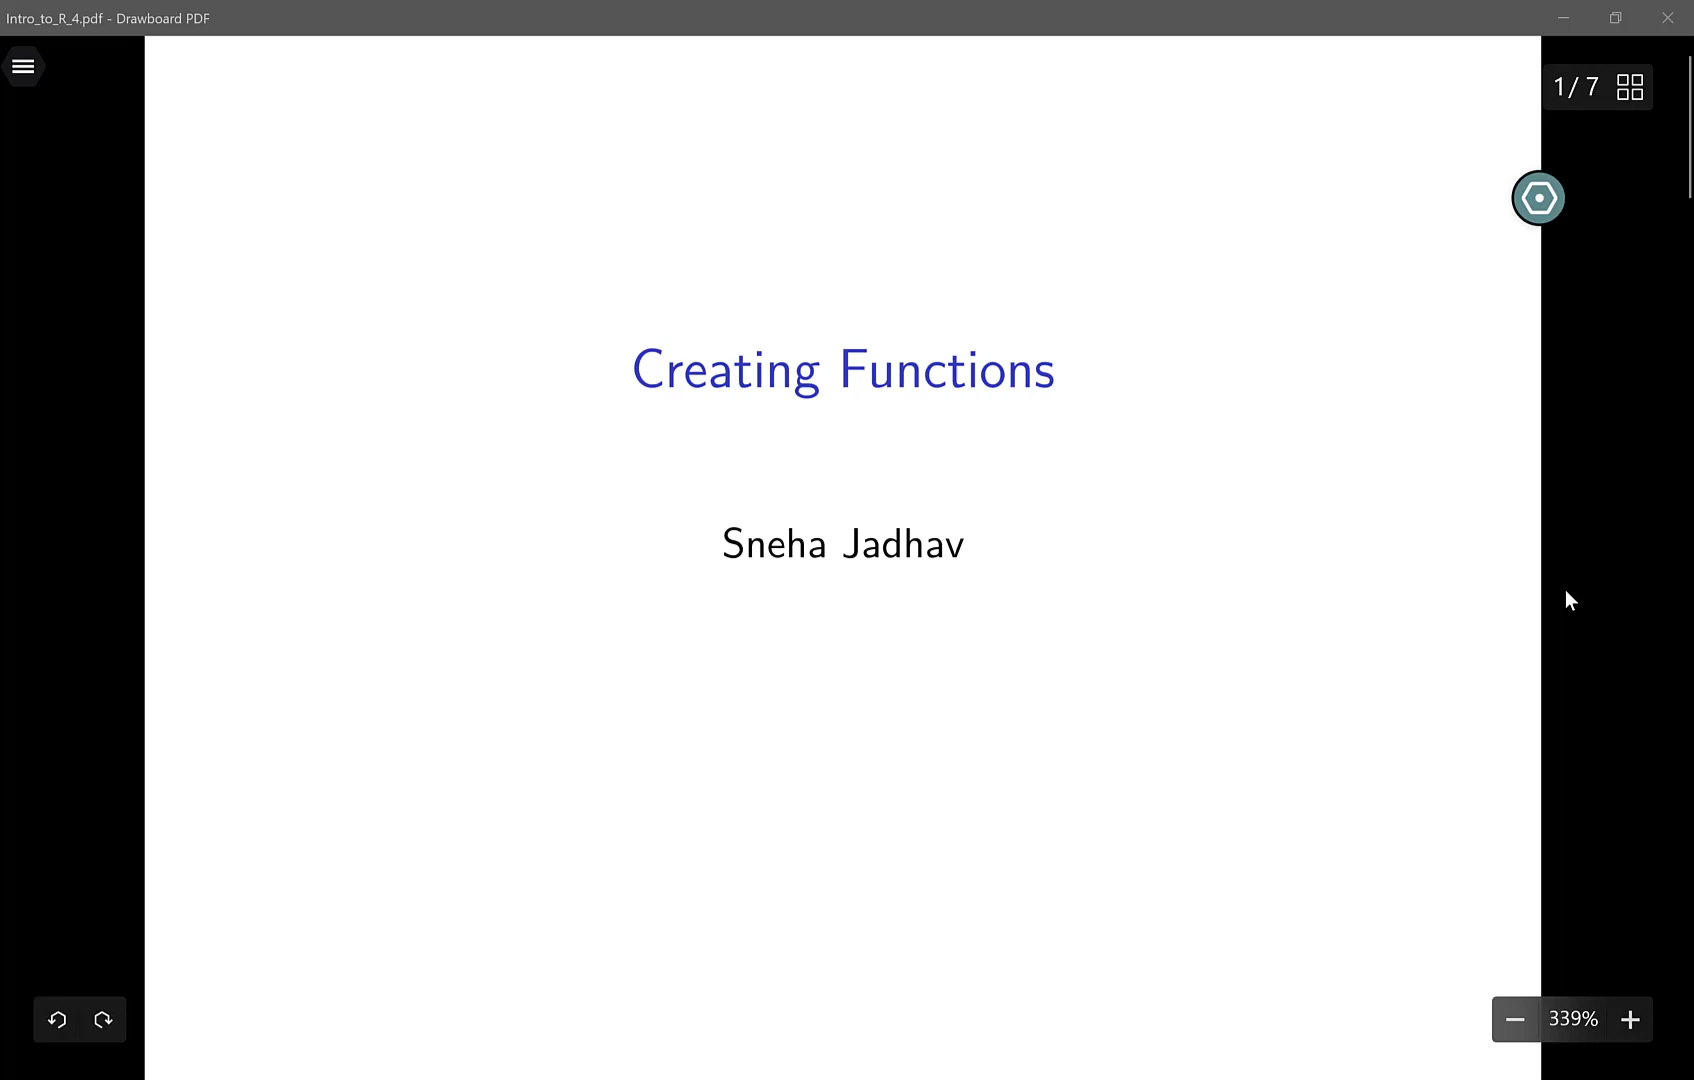 Intro_to_R_4.pdf - Drawboard PDF
1 / 7
Creating Functions
Sneha Jadhav
339%